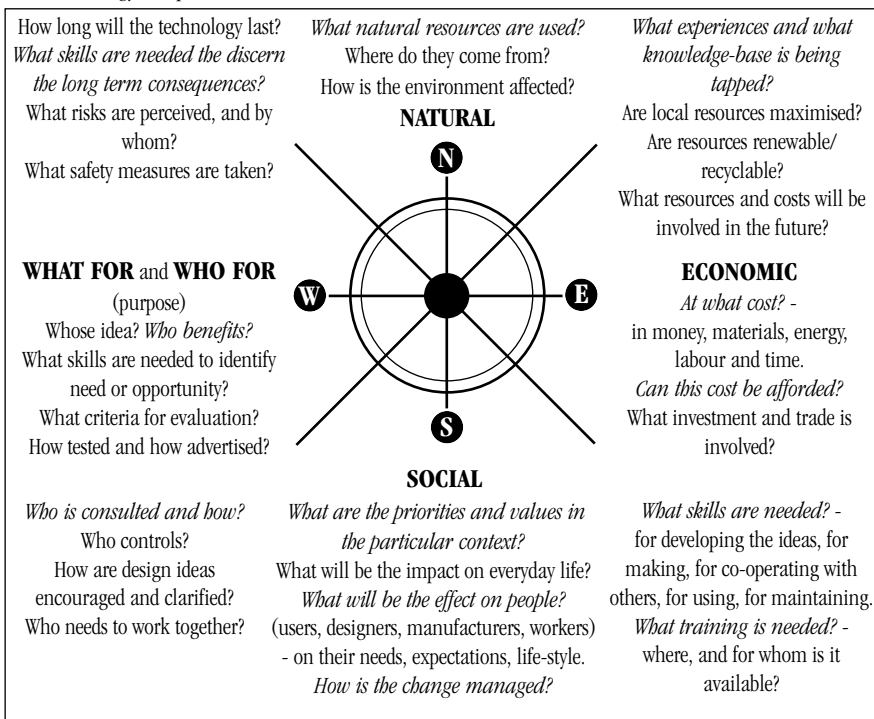 How long will the technology last?
What skills are needed the discern
the long term consequences?
What risks are perceived, and by
whom?
What safety measures are taken?
What natural resources are used?
Where do they come from?
How is the environment affected?
NATURAL
What experiences and what
knowledge-base is being
tapped?
Are local resources maximised?
Are resources renewable/
recyclable?
What resources and costs will be
involved in the future?
N
WHAT FOR and WHO FOR
(purpose)
Whose idea? Who benefits?
What skills are needed to identify
need or opportunity?
What criteria for evaluation?
How tested and how advertised?
W
E
ECONOMIC
At what cost? -
in money, materials, energy,
labour and time.
Can this cost be afforded?
What investment and trade is
involved?
S
SOCIAL
Who is consulted and how?
Who controls?
How are design ideas
encouraged and clarified?
Who needs to work together?
What are the priorities and values in
the particular context?
What will be the impact on everyday life?
What will be the effect on people?
(users, designers, manufacturers, workers)
- on their needs, expectations, life-style.
How is the change managed?
What skills are needed? -
for developing the ideas, for
making, for co-operating with
others, for using, for maintaining.
What training is needed? -
where, and for whom is it
available?